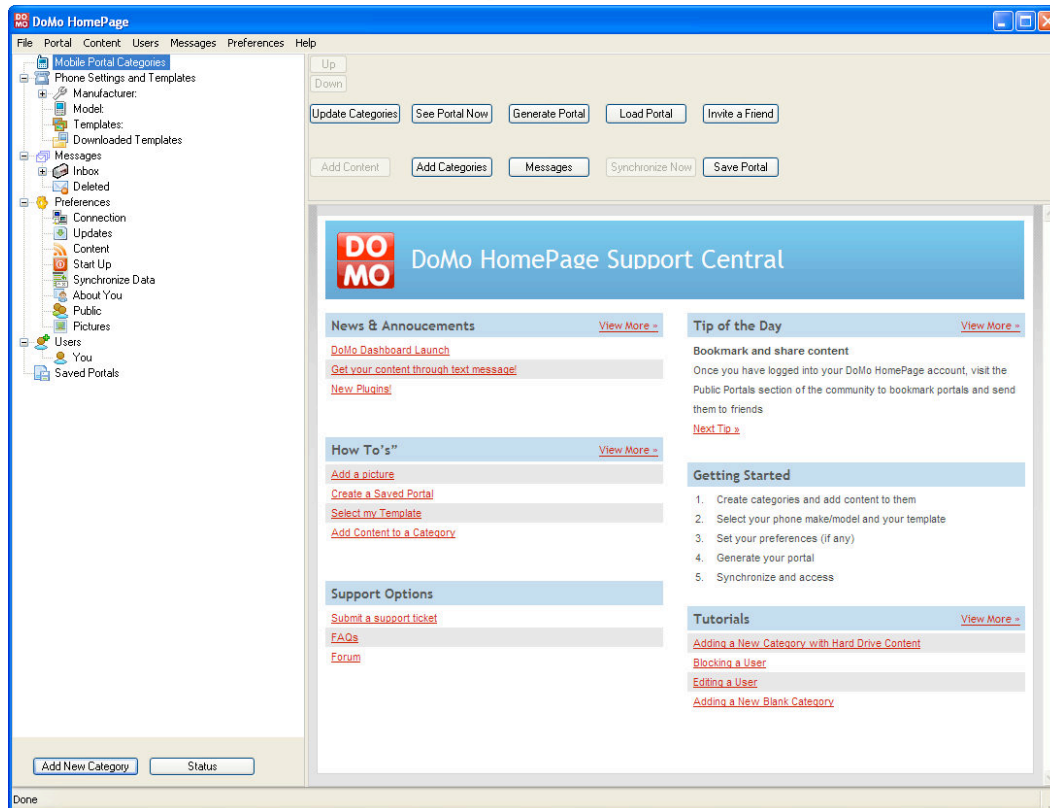 DO MO DoMo HomePage
File Portal Content Users Messages Preferences Help
Mobile Portal Categories
Phone Settings and Templates
Manufacturer:
Model:
Templates:
Downloaded Templates
Messages
Inbox
Deleted
Preferences
Connection
Updates
Content
Start Up
Synchronize Data
About You
Public
Pictures
Users
You
Saved Portals
Add New Category Status
Up
Down
Update Categories See Portal Now Generate Portal Load Portal Invite a Friend
Add Content Add Categories Messages Synchronize Now Save Portal
DO
MO
DoMo HomePage Support Central
News & Annoucements View More »
DoMo Dashboard Launch
Get your content through text message!
New Plugins!
How To's” View More »
Add a picture
Create a Saved Portal
Select my Template
Add Content to a Category
Support Options
Submit a support ticket
FAQs
Forum
Tip of the Day View More »
Bookmark and share content
Once you have logged into your DoMo HomePage account, visit the
Public Portals section of the community to bookmark portals and send
them to friends
Next Tip »
Getting Started
1. Create categories and add content to them
2. Select your phone make/model and your template
3. Set your preferences (if any)
4. Generate your portal
5. Synchronize and access
Tutorials View More »
Adding a New Category with Hard Drive Content
Blocking a User
Editing a User
Adding a New Blank Category
Done